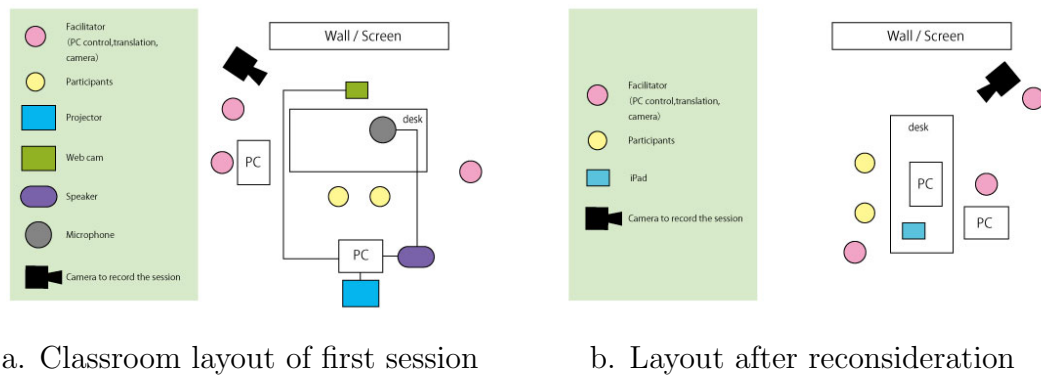 Facilitator
(PC control,translation,
camera)
Participants
Projector
Web cam
Speaker
Microphone
Camera to record the session
Wall / Screen
desk
PC
PC
a. Classroom layout of first session
Facilitator
(PC control,translation,
camera)
Participants
iPad
Camera to record the session
Wall / Screen
desk
PC
PC
b. Layout after reconsideration